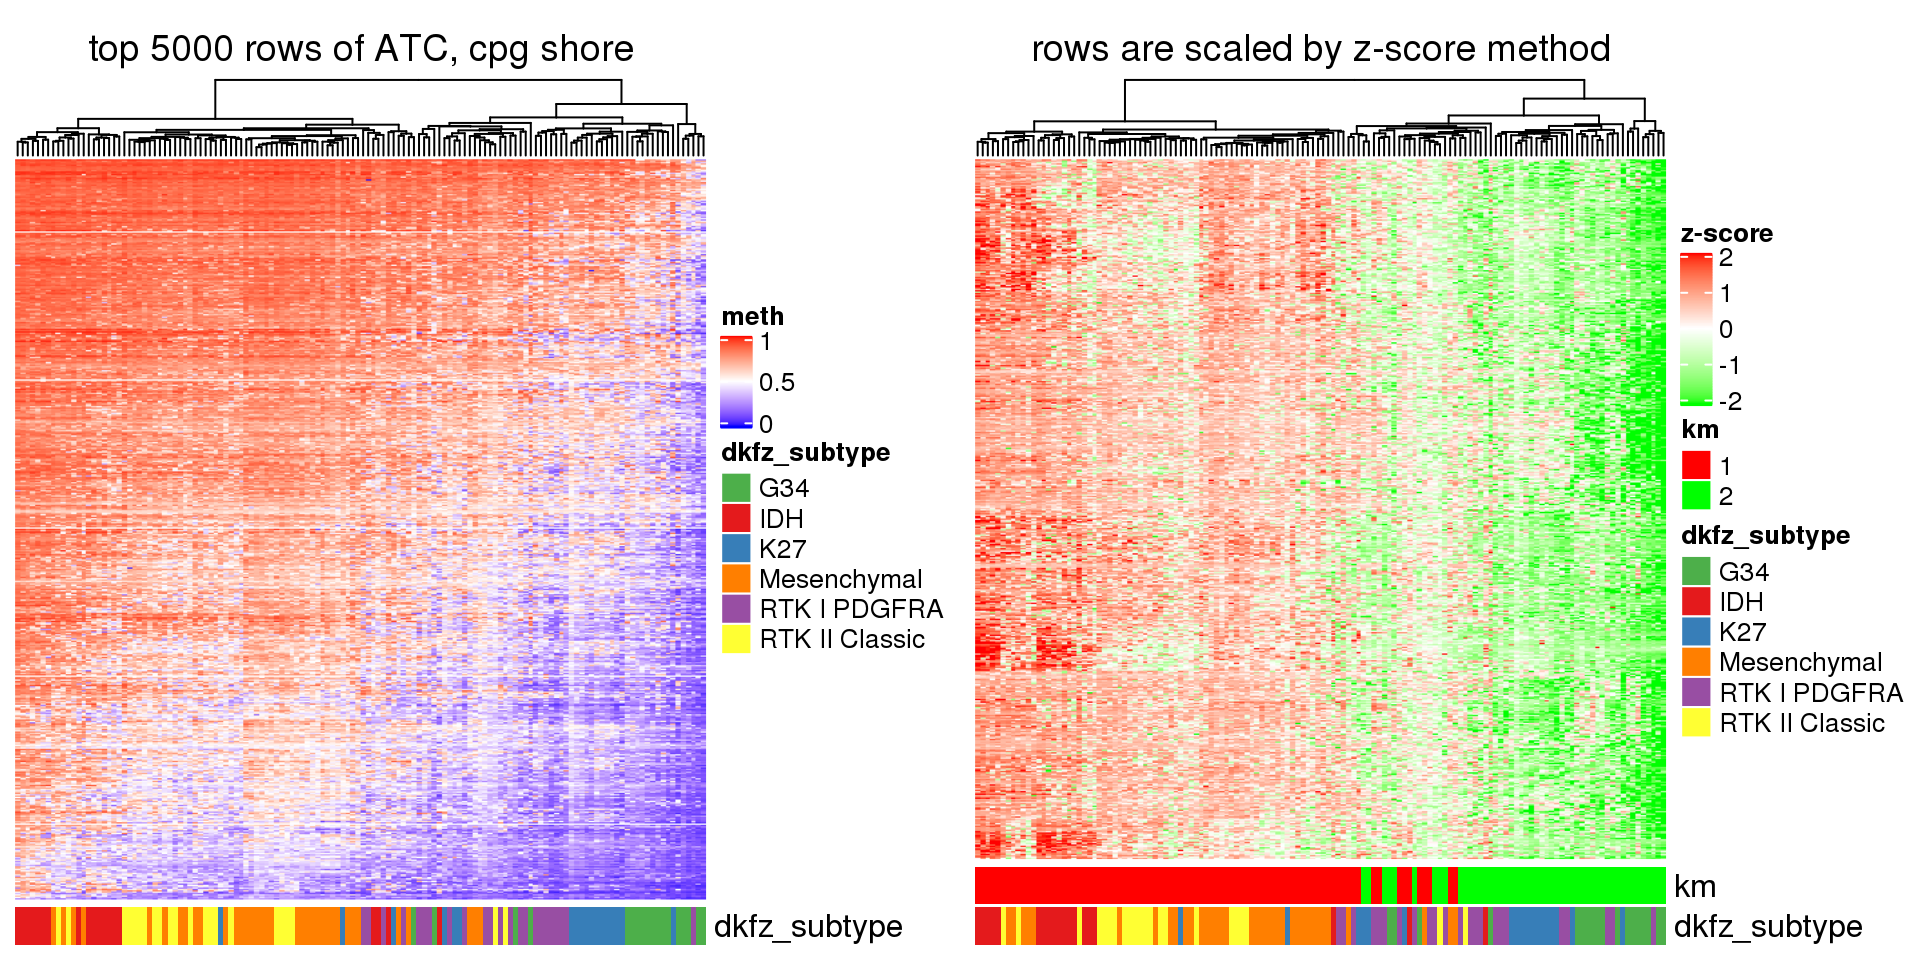 top 5000 rows of ATC, cpg shore
meth
1
0.5
0
dkfz_subtype
G34
IDH
K27
Mesenchymal
RTK I PDGFRA
RTK II Classic
dkfz_subtype
rows are scaled by z-score method
z-score
2
1
0
-1
-2
km
1
2
dkfz_subtype
G34
IDH
K27
Mesenchymal
RTK I PDGFRA
RTK II Classic
km
dkfz_subtype